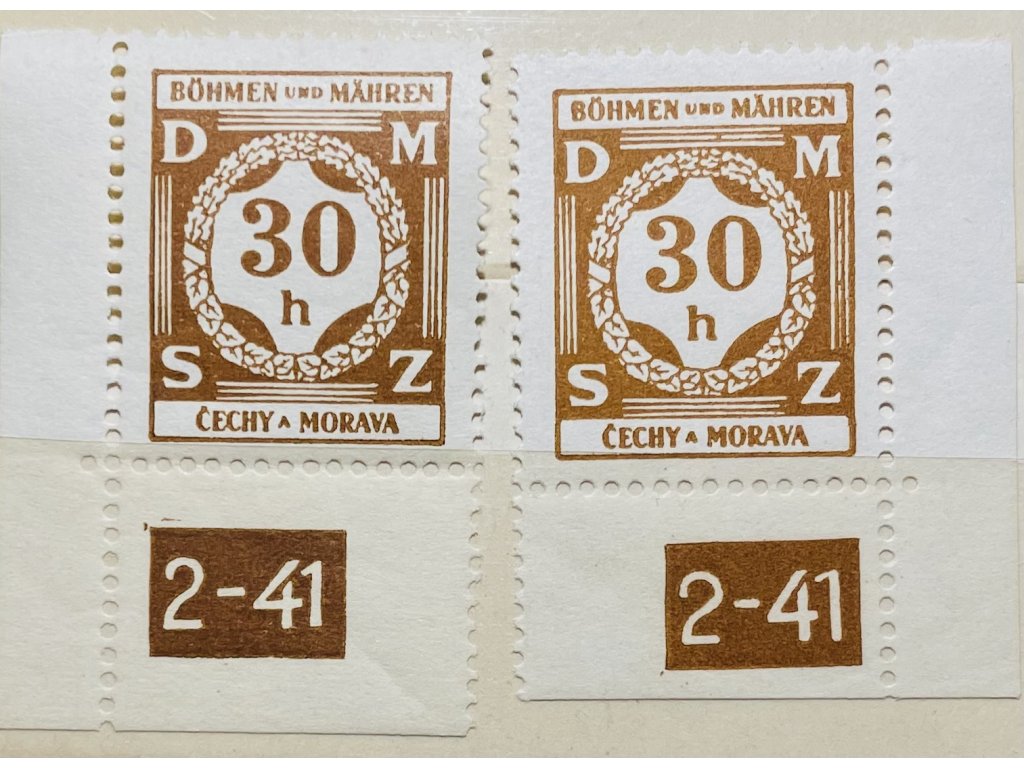 BÖHMEN UND MÄHREN
D M
30
h
S Z
ČECHY A MORAVA
2-41
BÖHMEN UND MÄHREN
D M
30
h
S Z
ČECHY A MORAVA
2-41